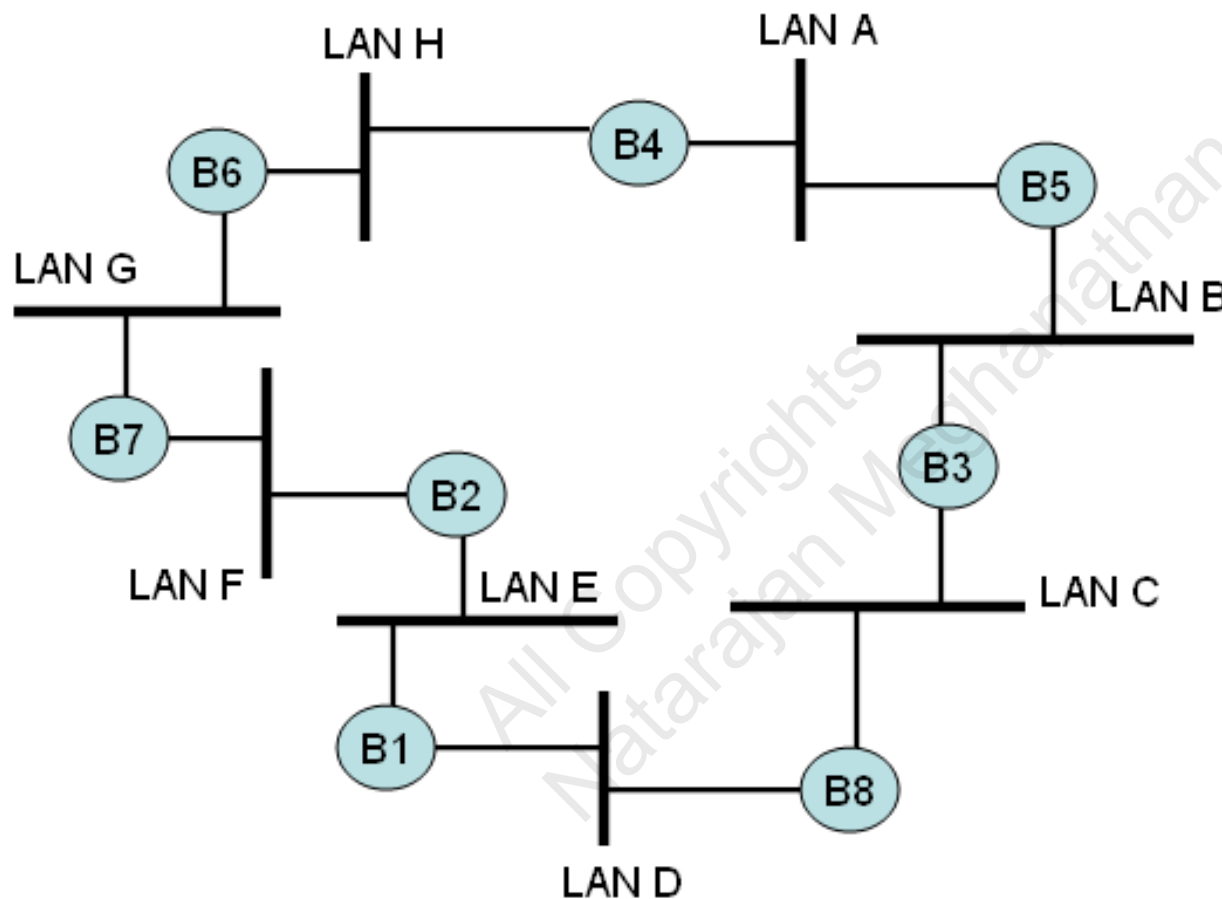 LAN H
LAN A
B4
B6
B5
LAN G
LAN B
B7
B3
B2
LAN F
LAN E
LAN C
B1
B8
LAN D
All Copyrights
Natarajan Meghanathan